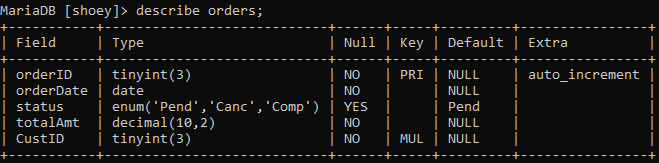 MariaDB [shoey]> describe orders;
+-----------+----------------------------+------+-----+---------+----------------+
| Field     | Type                       | Null | Key | Default | Extra          |
+-----------+----------------------------+------+-----+---------+----------------+
| orderID   | tinyint(3)                 | NO   | PRI | NULL    | auto_increment |
| orderDate | date                       | NO   |     | NULL    |                |
| status    | enum('Pend','Canc','Comp') | YES  |     | Pend    |                |
| totalAmt  | decimal(10,2)              | NO   |     | NULL    |                |
| CustID    | tinyint(3)                 | NO   | MUL | NULL    |                |
+-----------+----------------------------+------+-----+---------+----------------+